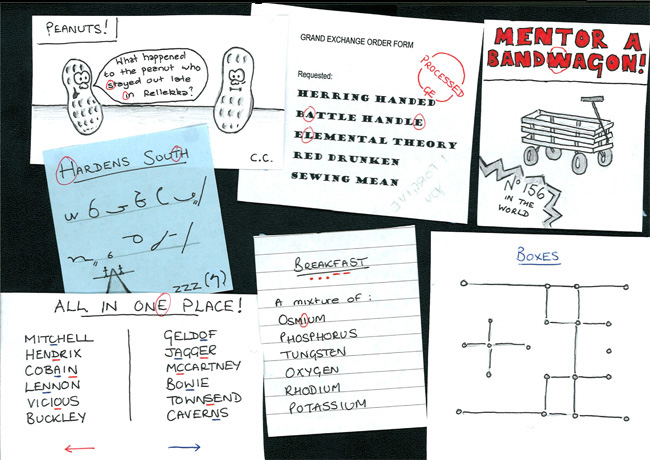 PEANUTS!
What happened
to the peanut who
stayed out late
in Rellekka?
C.C.
GRAND EXCHANGE ORDER FORM
PROCESSED
GE
Requested:
HERRING HANDED
BATTLE HANDLE
ELEMENTAL THEORY
RED DRUNKEN
SEWING MEAN
MENTOR A
BANDWAGON!
No 156
IN THE
WORLD
HARDENS SOUTH
6
zzz (7)
ALL IN ONE PLACE!
MITCHELL
HENDRIX
COBAIN
LENNON
VICIOUS
BUCKLEY
GELDOF
JAGGER
MCCARTNEY
BOWIE
TOWNSEND
CAVERNS
BREAKFAST
A mixture of:
OSMIUM
PHOSPHORUS
TUNGSTEN
OXYGEN
RHODIUM
POTASSIUM
BOXES